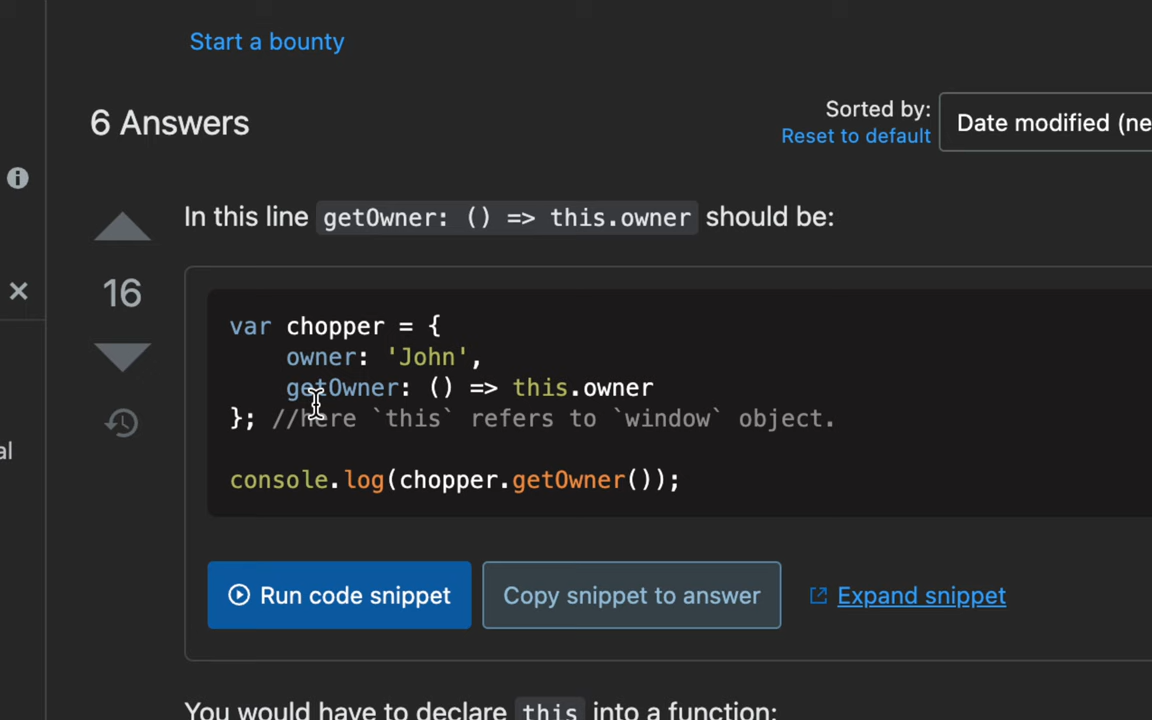 Start a bounty
6 Answers
Sorted by:
Reset to default
Date modified (ne
16
In this line getOwner: () => this.owner should be:
var chopper = {
    owner: 'John',
    getOwner: () => this.owner
}; //here `this` refers to `window` object.
console.log(chopper.getOwner());
al
Run code snippet
Copy snippet to answer
Expand snippet
You would have to declare this into a function: